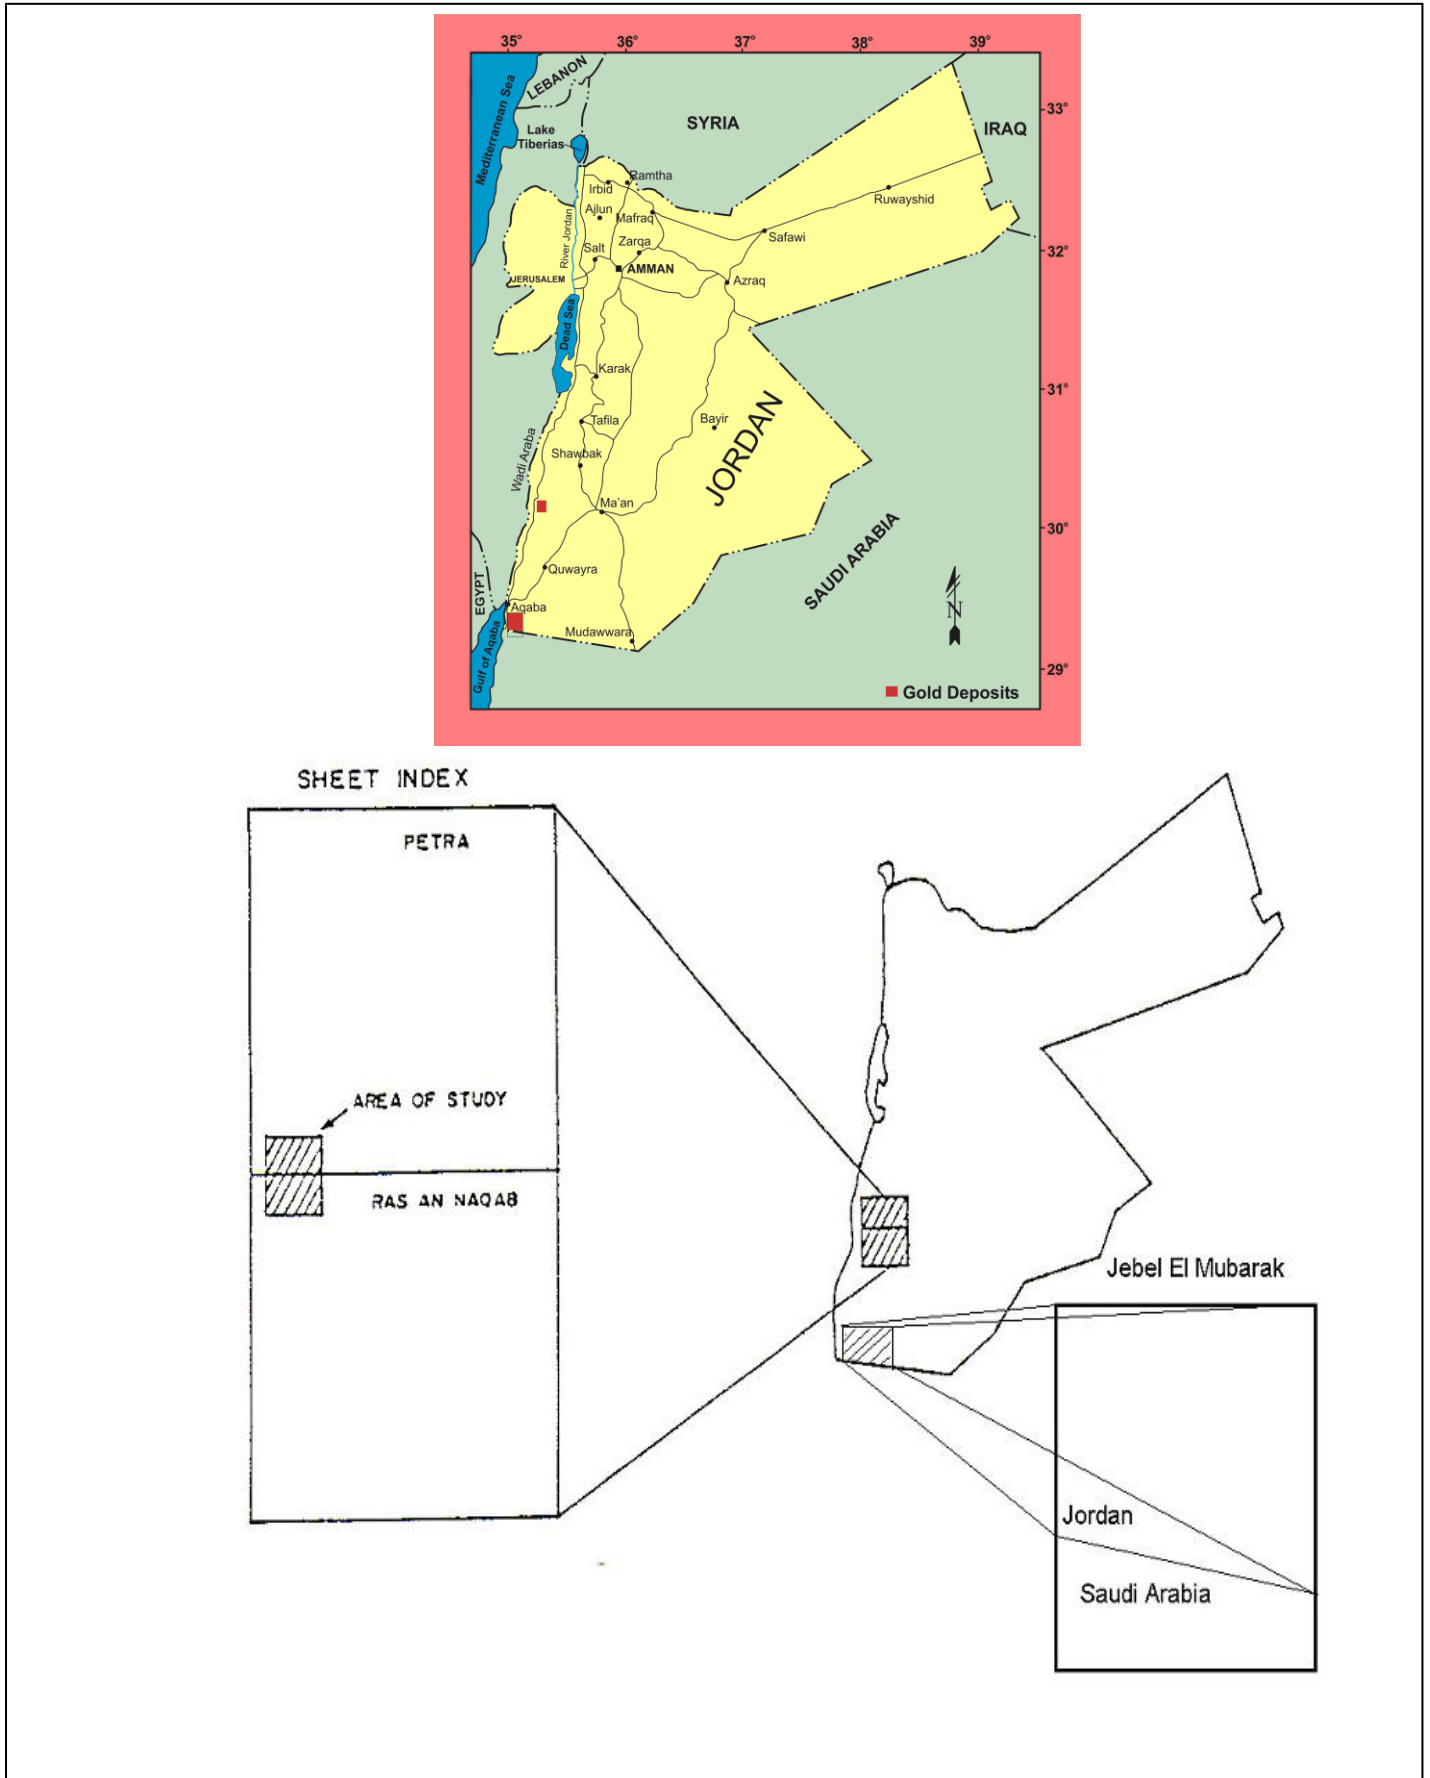 35° 36° 37° 38° 39°
33°
32°
31°
30°
29°
Mediterranean Sea
LEBANON
SYRIA
IRAQ
Lake
Tiberias
Ramtha
Irbid
Ajlun
Mafraq
Ruwayshid
River Jordan
Salt
Zarqa
Safawi
JERUSALEM
AMMAN
Azraq
Dead Sea
Karak
Tafila
Bayir
JORDAN
Shawbak
Wadi Araba
Ma'an
SAUDI ARABIA
Quwayra
EGYPT
Aqaba
Mudawwara
Gulf of Aqaba
N
Gold Deposits
SHEET INDEX
PETRA
AREA OF STUDY
RAS AN NAQAB
Jebel El Mubarak
Jordan
Saudi Arabia